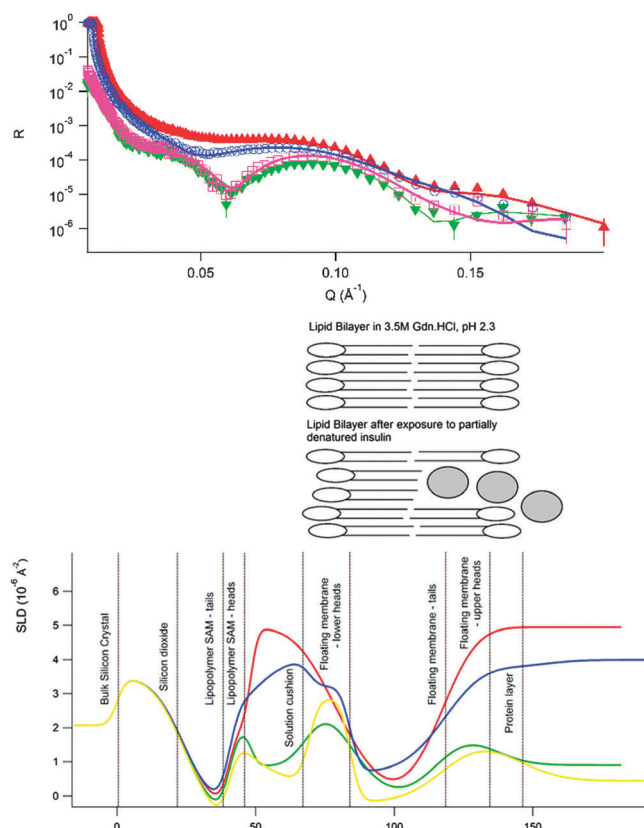 10⁰
10⁻¹
10⁻²
10⁻³
10⁻⁴
10⁻⁵
10⁻⁶
R
0.05 0.10 0.15
Q (Å⁻¹)
Lipid Bilayer in 3.5M Gdn.HCl, pH 2.3
Lipid Bilayer after exposure to partially
denatured insulin
SLD (10⁻⁶ Å⁻²)
6
5
4
3
2
1
0
Bulk Silicon Crystal
Silicon dioxide
Lipopolymer SAM - tails
Lipopolymer SAM - heads
Solution cushion
Floating membrane
- lower heads
Floating membrane - tails
Floating membrane
- upper heads
Protein layer
0 50 100 150